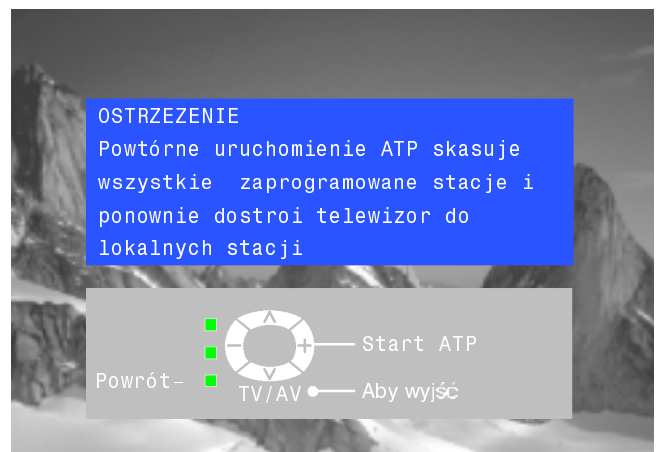 OSTRZEZENIE
Powtórne uruchomienie ATP skasuje
wszystkie zaprogramowane stacje i
ponownie dostroi telewizor do
lokalnych stacji
Start ATP
Powrót–
TV/AV Aby wyjść